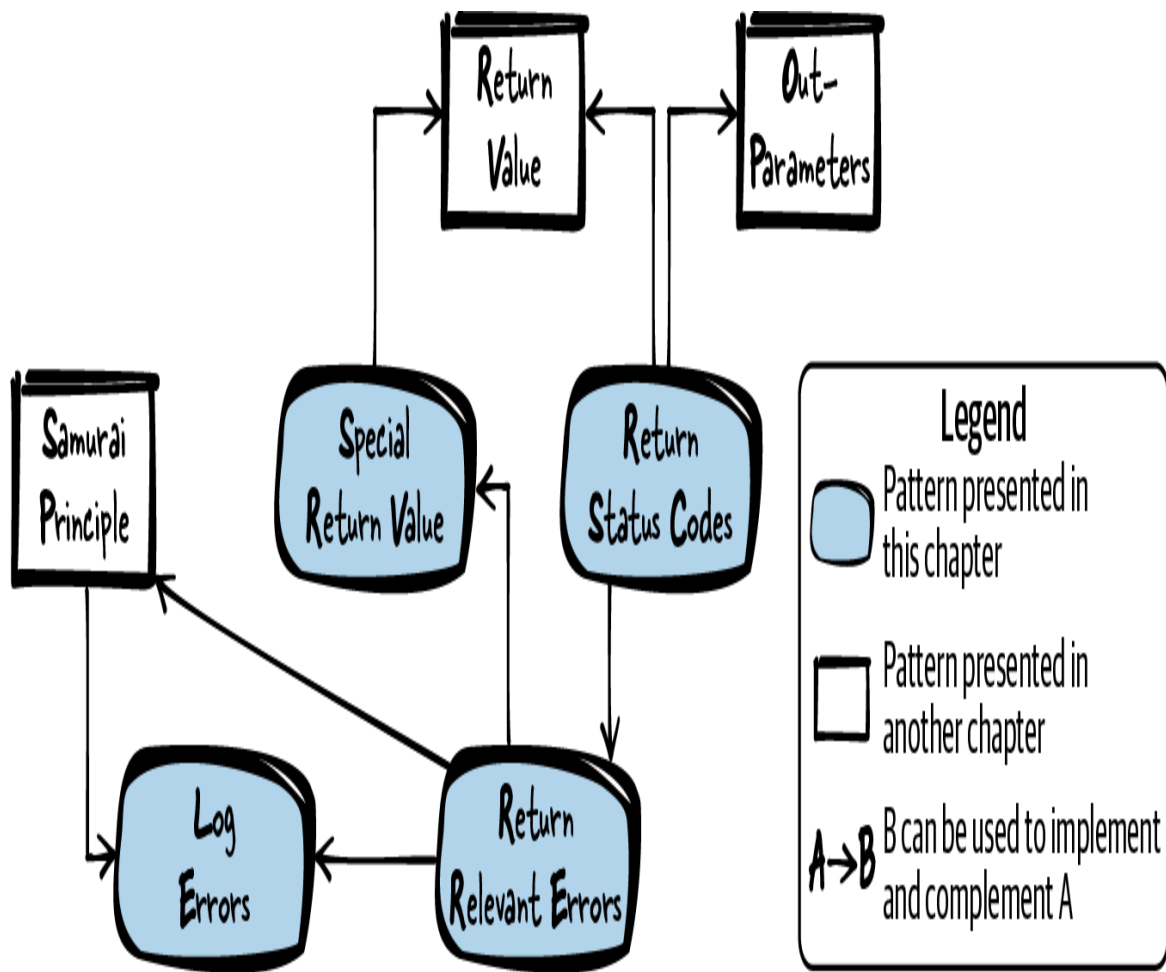 Return
Value
Out-
Parameters
Samurai
Principle
Special
Return Value
Return
Status Codes
Log
Errors
Return
Relevant Errors
Legend
Pattern presented in
this chapter
Pattern presented in
another chapter
A→B B can be used to implement
and complement A